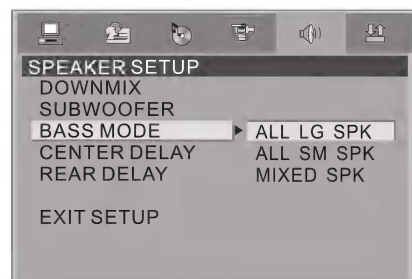 SPEAKER SETUP
DOWNMIX
SUBWOOFER
BASS MODE ALL LG SPK
CENTER DELAY ALL SM SPK
REAR DELAY MIXED SPK
EXIT SETUP